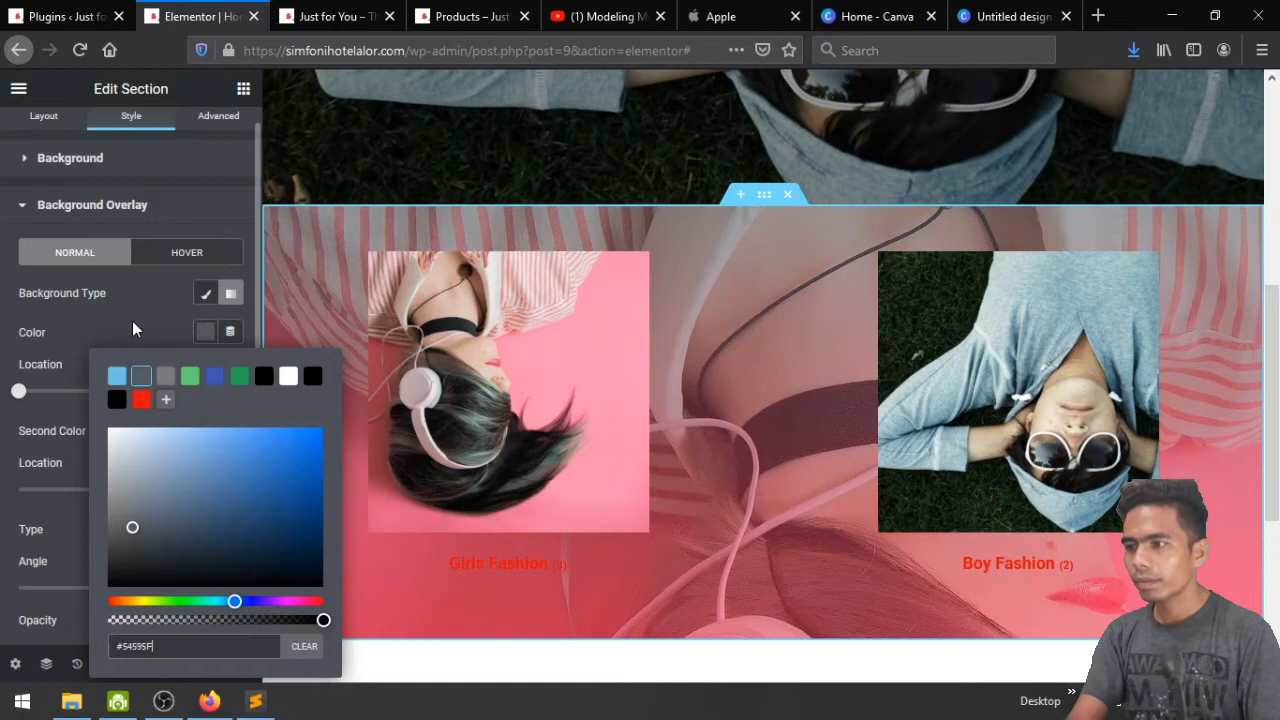 Plugins ‹ Just for
Elementor | Ho
Just for You – Th
Products – Just
(1) Modeling M
Apple
Home - Canva
Untitled design
https://simfonihotelalor.com/wp-admin/post.php?post=9&action=elementor#
Search
Edit Section
Layout
Style
Advanced
Background
Background Overlay
NORMAL
HOVER
Background Type
Color
Location
Second Color
Location
Type
Angle
Opacity
#54595F
CLEAR
Girls Fashion (3)
Boy Fashion (2)
Desktop